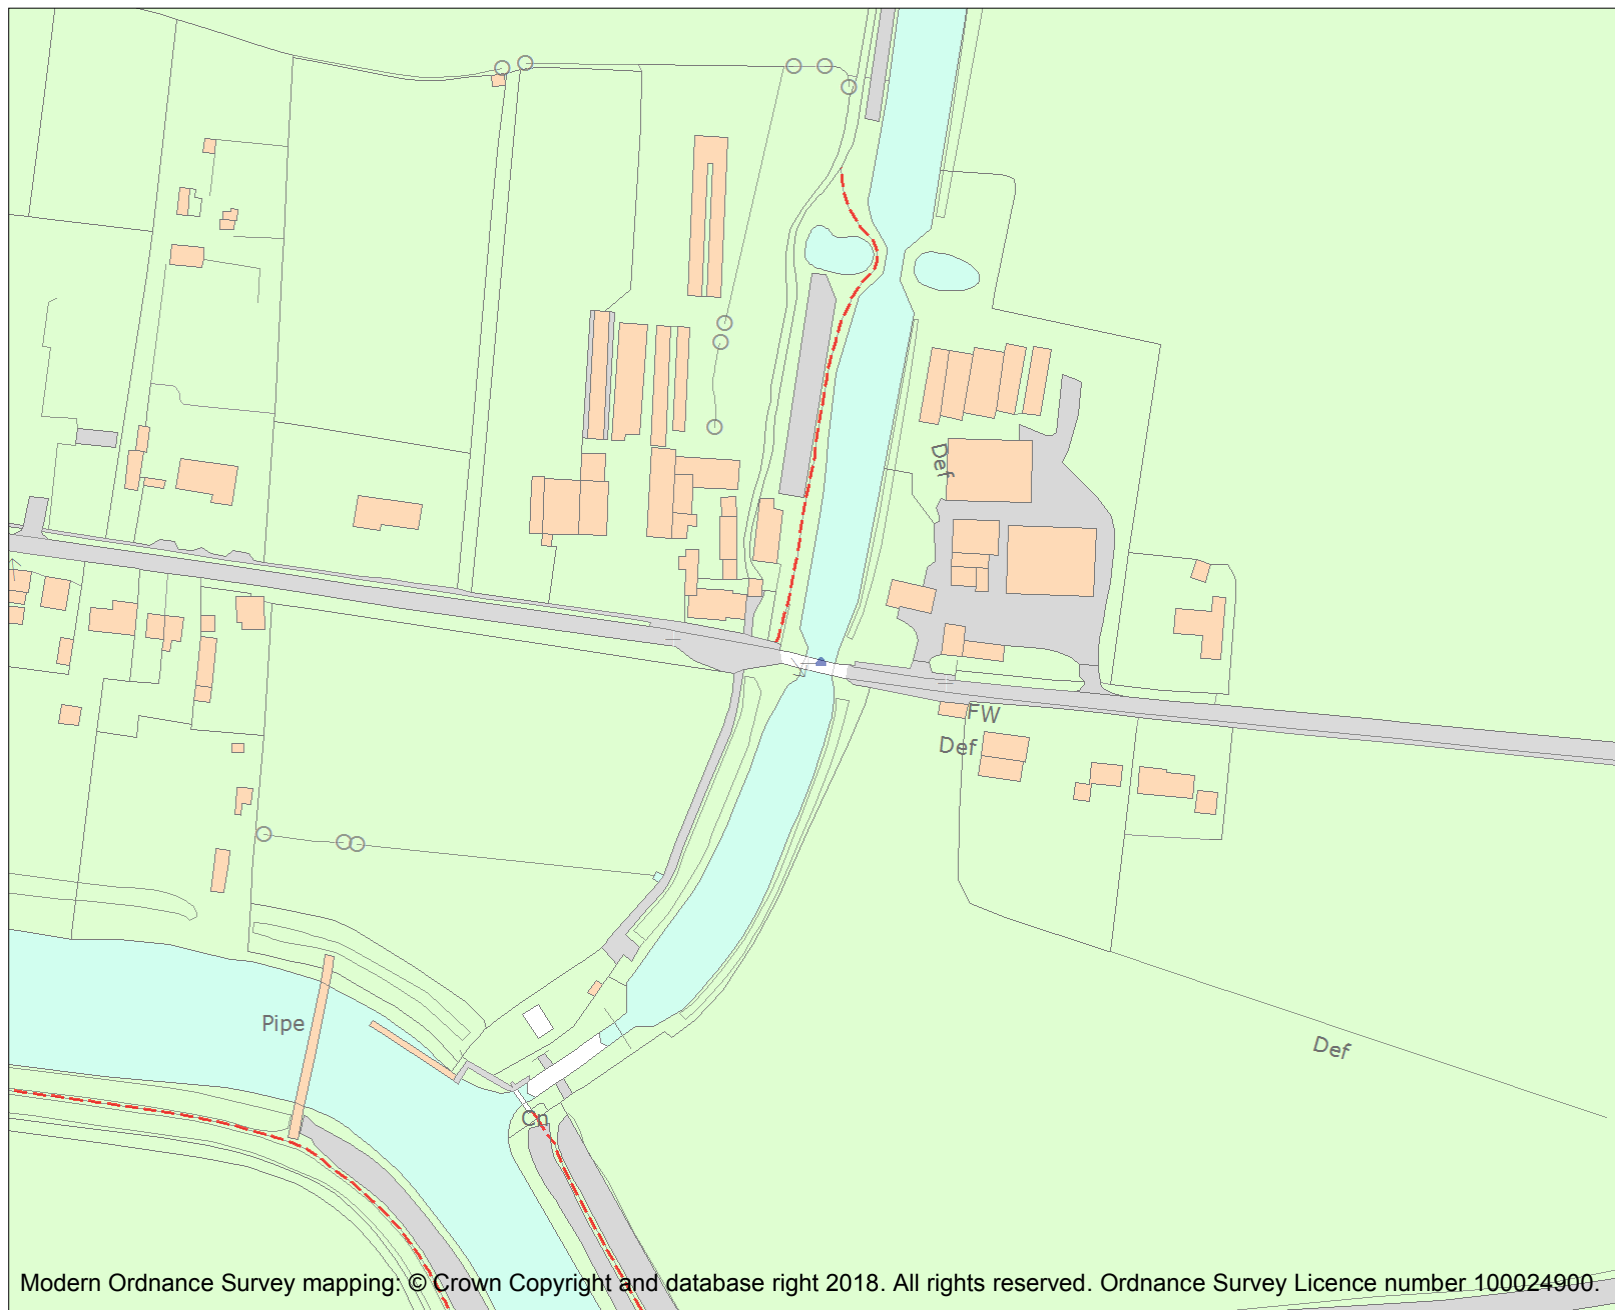 Def
FW
Def
Pipe
Def
Cn
Modern Ordnance Survey mapping: © Crown Copyright and database right 2018. All rights reserved. Ordnance Survey Licence number 100024900.